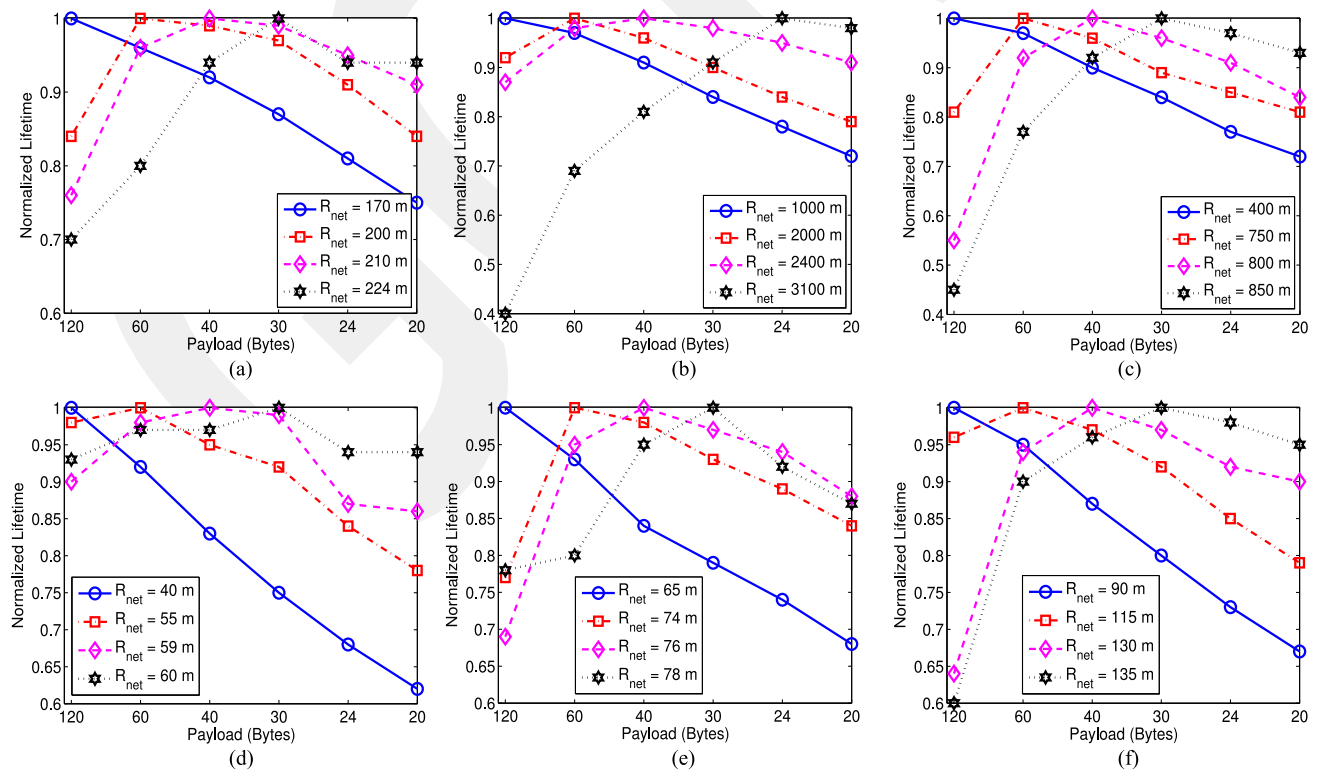 1
0.9
0.8
0.7
0.6
Normalized Lifetime
R_net = 170 m
R_net = 200 m
R_net = 210 m
R_net = 224 m
120 60 40 30 24 20
Payload (Bytes)
(a)
1
0.9
0.8
0.7
0.6
0.5
0.4
Normalized Lifetime
R_net = 1000 m
R_net = 2000 m
R_net = 2400 m
R_net = 3100 m
120 60 40 30 24 20
Payload (Bytes)
(b)
1
0.9
0.8
0.7
0.6
0.5
0.4
Normalized Lifetime
R_net = 400 m
R_net = 750 m
R_net = 800 m
R_net = 850 m
120 60 40 30 24 20
Payload (Bytes)
(c)
1
0.95
0.9
0.85
0.8
0.75
0.7
0.65
0.6
Normalized Lifetime
R_net = 40 m
R_net = 55 m
R_net = 59 m
R_net = 60 m
120 60 40 30 24 20
Payload (Bytes)
(d)
1
0.95
0.9
0.85
0.8
0.75
0.7
0.65
0.6
Normalized Lifetime
R_net = 65 m
R_net = 74 m
R_net = 76 m
R_net = 78 m
120 60 40 30 24 20
Payload (Bytes)
(e)
1
0.95
0.9
0.85
0.8
0.75
0.7
0.65
0.6
Normalized Lifetime
R_net = 90 m
R_net = 115 m
R_net = 130 m
R_net = 135 m
120 60 40 30 24 20
Payload (Bytes)
(f)